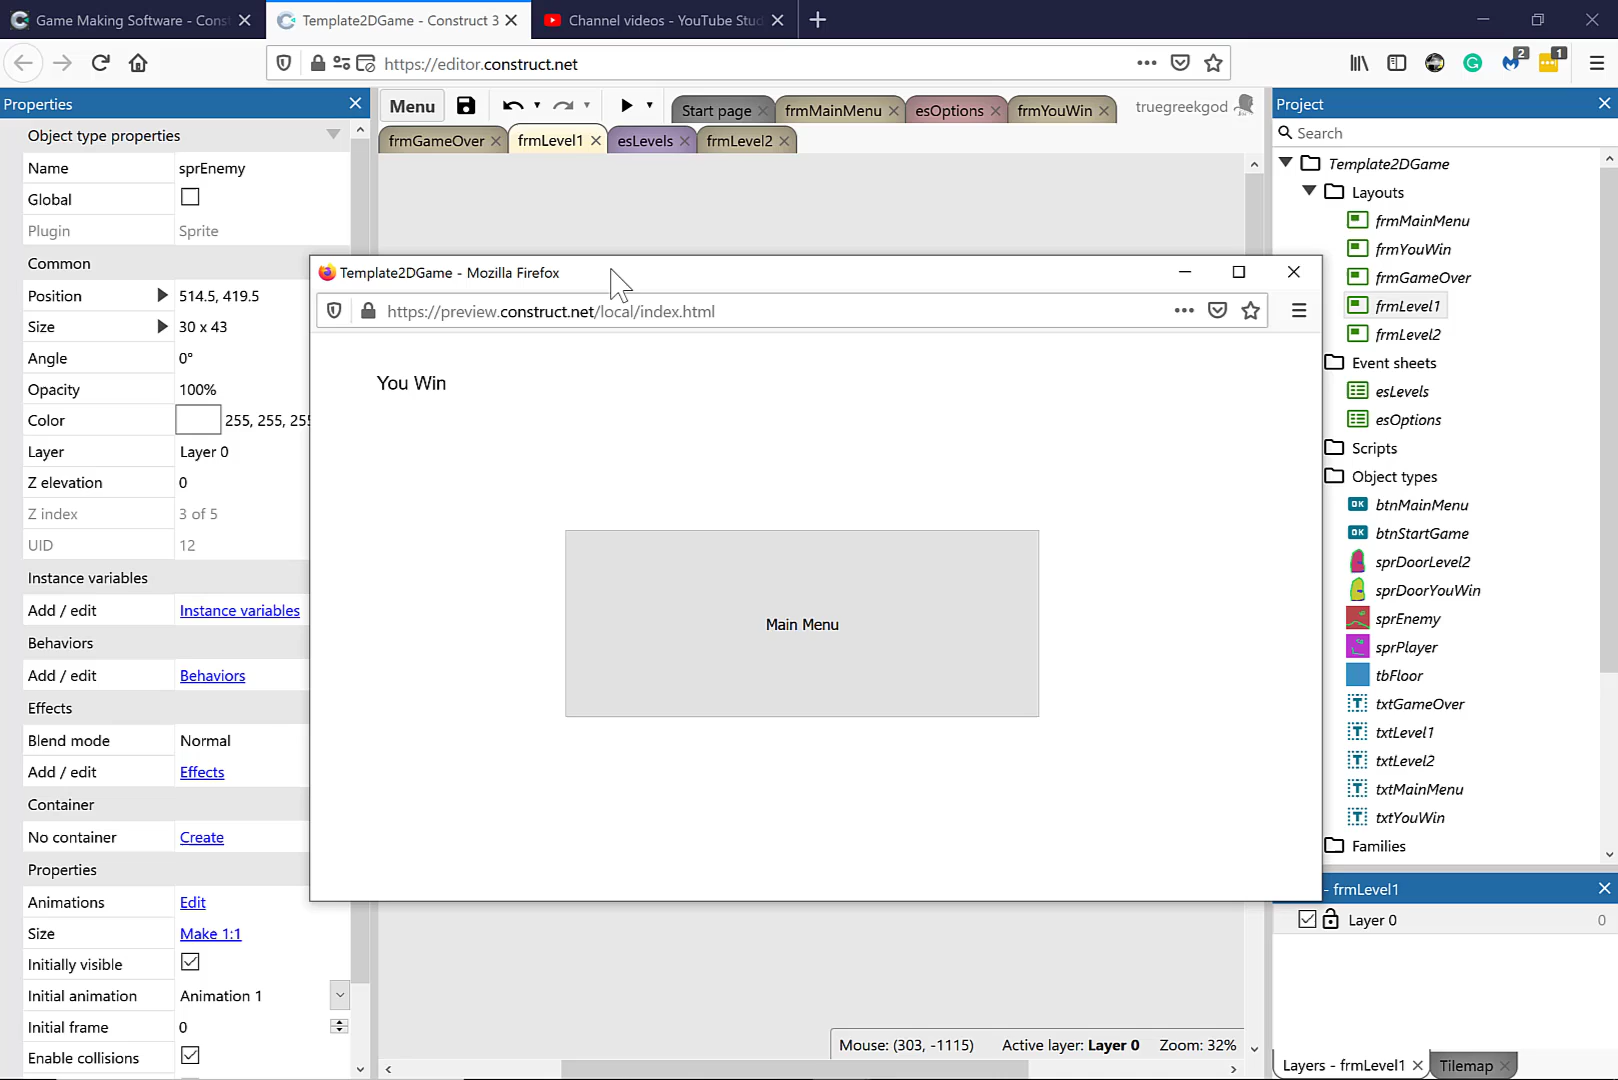 Game Making Software - Cons
Template2DGame - Construct 3
Channel videos - YouTube Stud
https://editor.construct.net
2
1
Properties
Menu
Start page
frmMainMenu
esOptions
frmYouWin
truegreekgod
frmGameOver
frmLevel1
esLevels
frmLevel2
Object type properties
Name sprEnemy
Global
Plugin Sprite
Common
Position 514.5, 419.5
Size 30 x 43
Angle 0°
Opacity 100%
Color 255, 255, 255
Layer Layer 0
Z elevation 0
Z index 3 of 5
UID 12
Instance variables
Add / edit Instance variables
Behaviors
Add / edit Behaviors
Effects
Blend mode Normal
Add / edit Effects
Container
No container Create
Properties
Animations Edit
Size Make 1:1
Initially visible
Initial animation Animation 1
Initial frame 0
Enable collisions
Template2DGame - Mozilla Firefox
https://preview.construct.net/local/index.html
You Win
Main Menu
Mouse: (303, -1115) Active layer: Layer 0 Zoom: 32%
Project
Search
Template2DGame
Layouts
frmMainMenu
frmYouWin
frmGameOver
frmLevel1
frmLevel2
Event sheets
esLevels
esOptions
Scripts
Object types
OK btnMainMenu
OK btnStartGame
sprDoorLevel2
sprDoorYouWin
sprEnemy
sprPlayer
tbFloor
T txtGameOver
T txtLevel1
T txtLevel2
T txtMainMenu
T txtYouWin
Families
- frmLevel1
Layer 0 0
Layers - frmLevel1
Tilemap